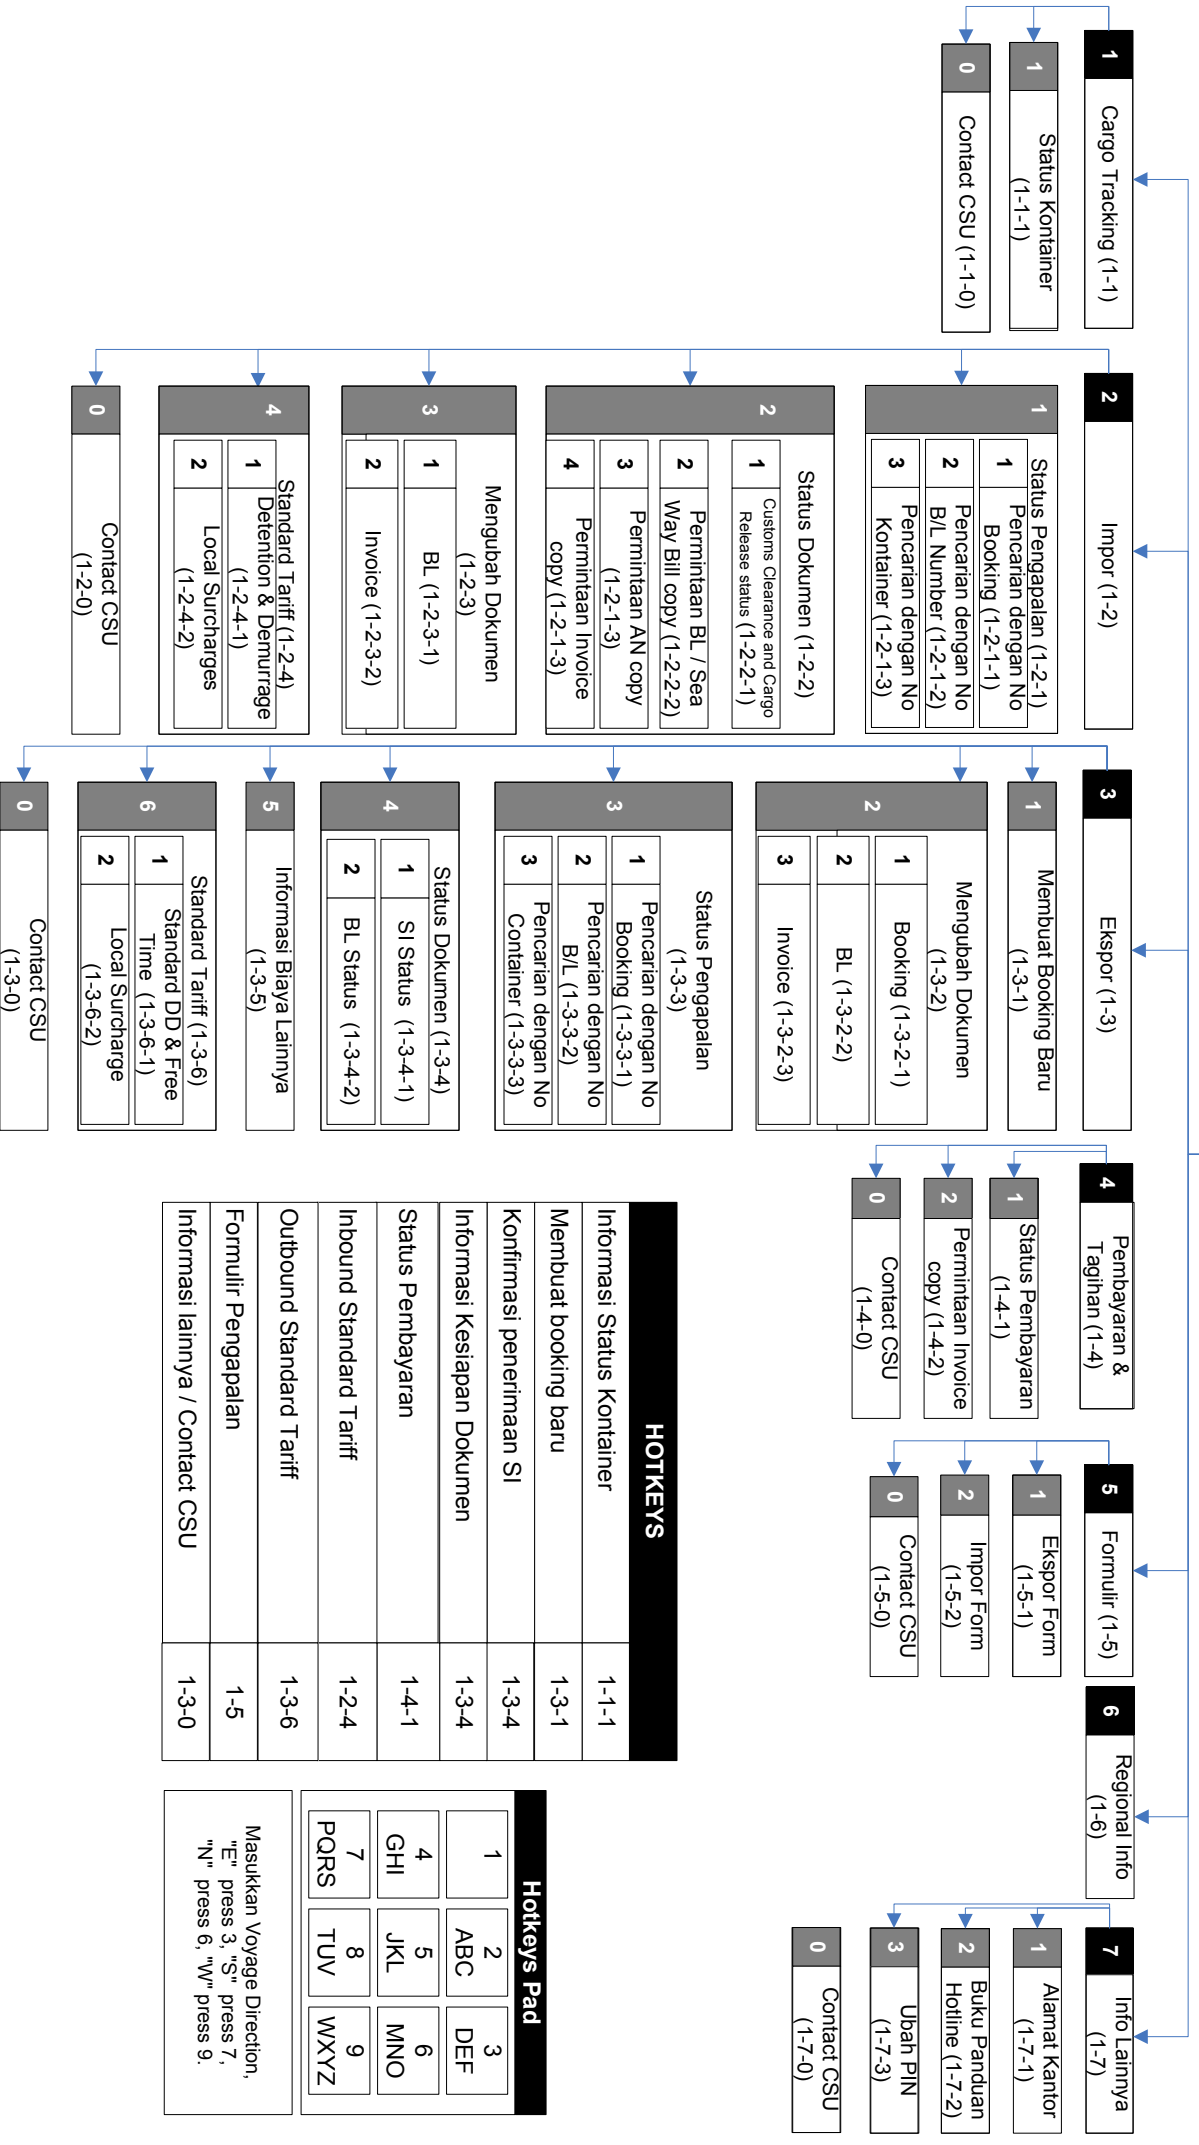 1
Cargo Tracking (1-1)
1
Status Kontainer
(1-1-1)
0
Contact CSU (1-1-0)
2
Impor (1-2)
1
Status Pengapalan (1-2-1)
1
Pencarian dengan No
Booking (1-2-1-1)
2
Pencarian dengan No
B/L Number (1-2-1-2)
3
Pencarian dengan No
Kontainer (1-2-1-3)
2
Status Dokumen (1-2-2)
1
Customs Clearance and Cargo
Release status (1-2-2-1)
2
Permintaan BL / Sea
Way Bill copy (1-2-2-2)
3
Permintaan AN copy
(1-2-1-3)
4
Permintaan Invoice
copy (1-2-1-3)
3
Mengubah Dokumen
(1-2-3)
1
BL (1-2-3-1)
2
Invoice (1-2-3-2)
4
Standard Tariff (1-2-4)
1
Detention & Demurrage
(1-2-4-1)
2
Local Surcharges
(1-2-4-2)
0
Contact CSU
(1-2-0)
3
Ekspor (1-3)
1
Membuat Booking Baru
(1-3-1)
2
Mengubah Dokumen
(1-3-2)
1
Booking (1-3-2-1)
2
BL (1-3-2-2)
3
Invoice (1-3-2-3)
3
Status Pengapalan
(1-3-3)
1
Pencarian dengan No
Booking (1-3-3-1)
2
Pencarian dengan No
B/L (1-3-3-2)
3
Pencarian dengan No
Container (1-3-3-3)
4
Status Dokumen (1-3-4)
1
SI Status (1-3-4-1)
2
BL Status (1-3-4-2)
5
Informasi Biaya Lainnya
(1-3-5)
6
Standard Tariff (1-3-6)
1
Standard DD & Free
Time (1-3-6-1)
2
Local Surcharge
(1-3-6-2)
0
Contact CSU
(1-3-0)
4
Pembayaran &
Tagihan (1-4)
1
Status Pembayaran
(1-4-1)
2
Permintaan Invoice
copy (1-4-2)
0
Contact CSU
(1-4-0)
5
Formulir (1-5)
1
Ekspor Form
(1-5-1)
2
Impor Form
(1-5-2)
0
Contact CSU
(1-5-0)
6
Regional Info
(1-6)
7
Info Lainnya
(1-7)
1
Alamat Kantor
(1-7-1)
2
Buku Panduan
Hotline (1-7-2)
3
Ubah PIN
(1-7-3)
0
Contact CSU
(1-7-0)
HOTKEYS
Informasi Status Kontainer 1-1-1
Membuat booking baru 1-3-1
Konfirmasi penerimaan SI 1-3-4
Informasi Kesiapan Dokumen 1-3-4
Status Pembayaran 1-4-1
Inbound Standard Tariff 1-2-4
Outbound Standard Tariff 1-3-6
Formulir Pengapalan 1-5
Informasi lainnya / Contact CSU 1-3-0
Hotkeys Pad
1 2 3
ABC DEF
4 5 6
GHI JKL MNO
7 8 9
PQRS TUV WXYZ
Masukkan Voyage Direction,
"E" press 3, "S" press 7,
"N" press 6, "W" press 9.